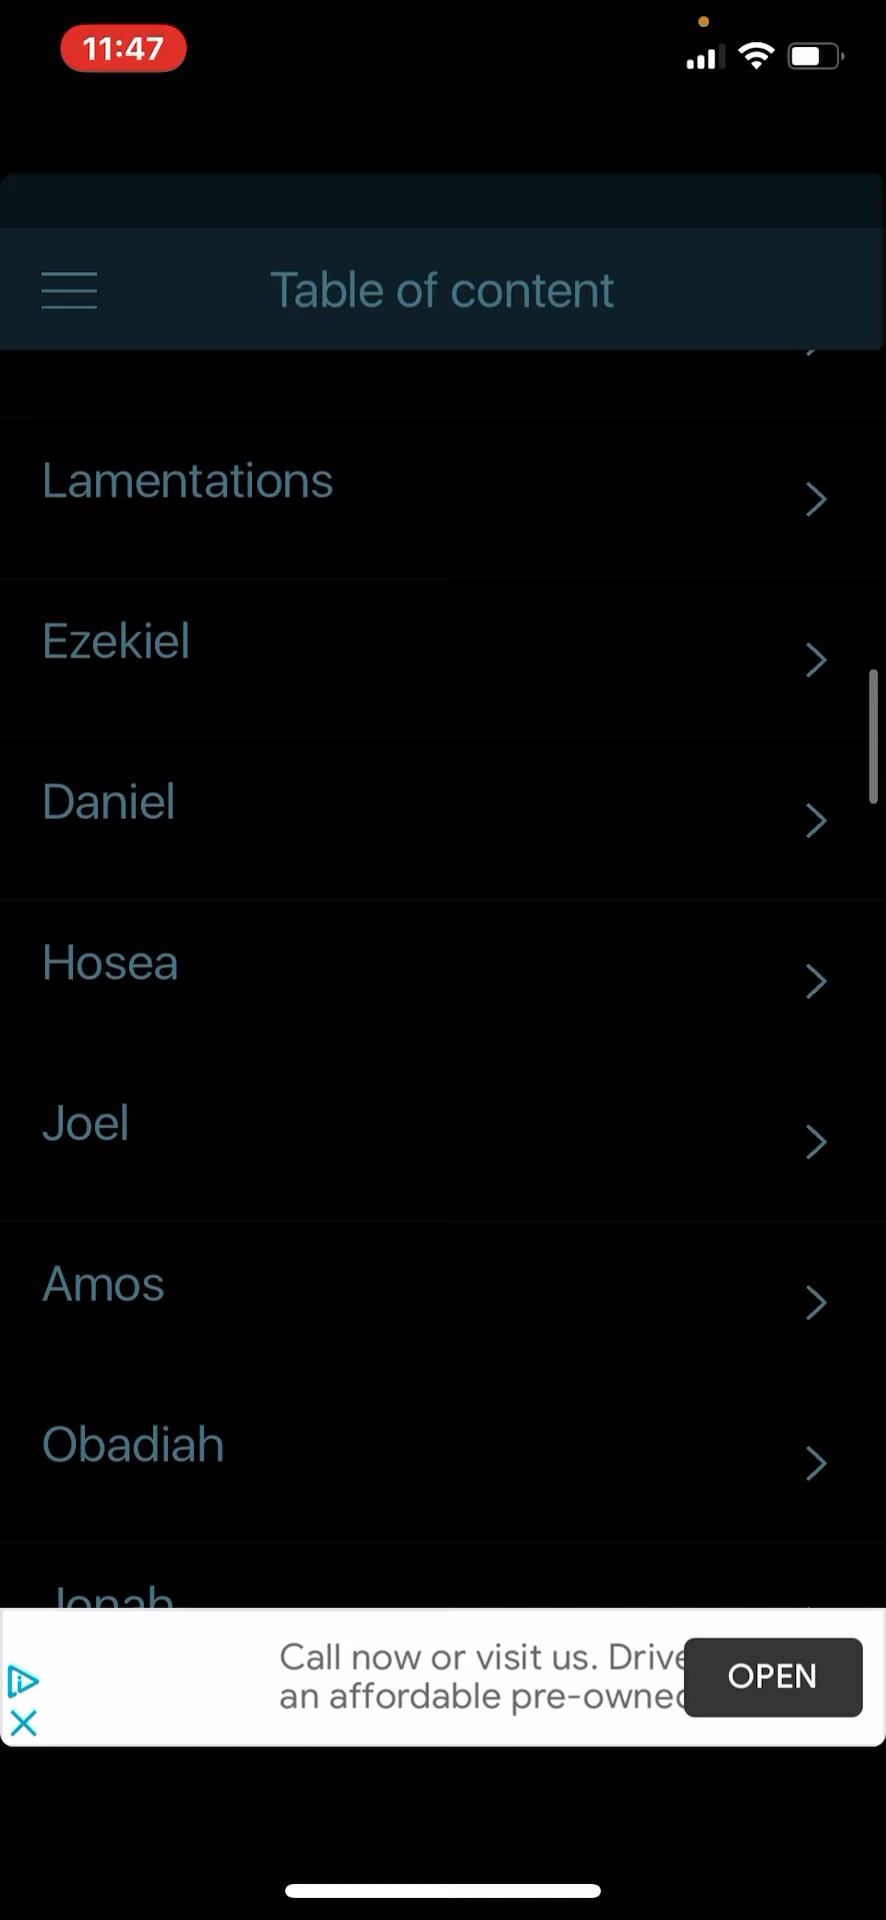 11:47
Table of content
Lamentations
Ezekiel
Daniel
Hosea
Joel
Amos
Obadiah
Jonah
Call now or visit us. Drive
an affordable pre-owned
OPEN